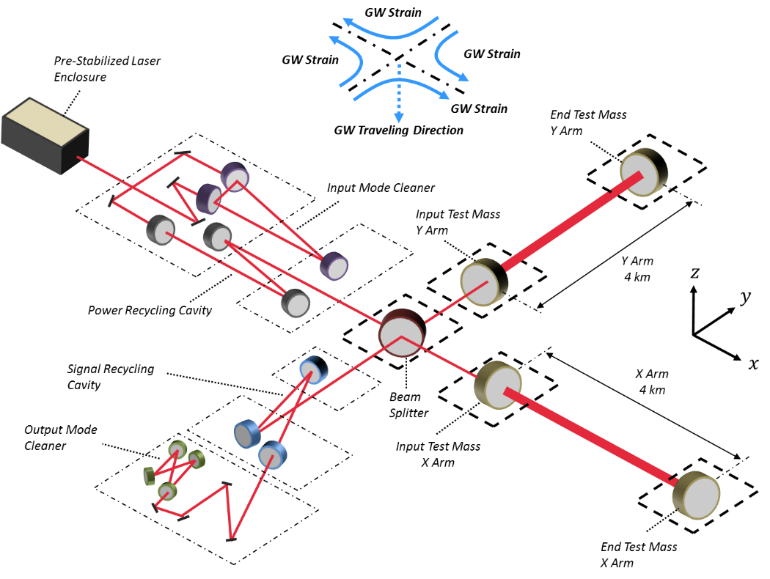 GW Strain
GW Strain
GW Strain
GW Strain
GW Traveling Direction
Pre-Stabilized Laser
Enclosure
End Test Mass
Y Arm
Input Mode Cleaner
Input Test Mass
Y Arm
Y Arm
4 km
Power Recycling Cavity
z
y
x
Signal Recycling
Cavity
Beam
Splitter
X Arm
4 km
Output Mode
Cleaner
Input Test Mass
X Arm
End Test Mass
X Arm